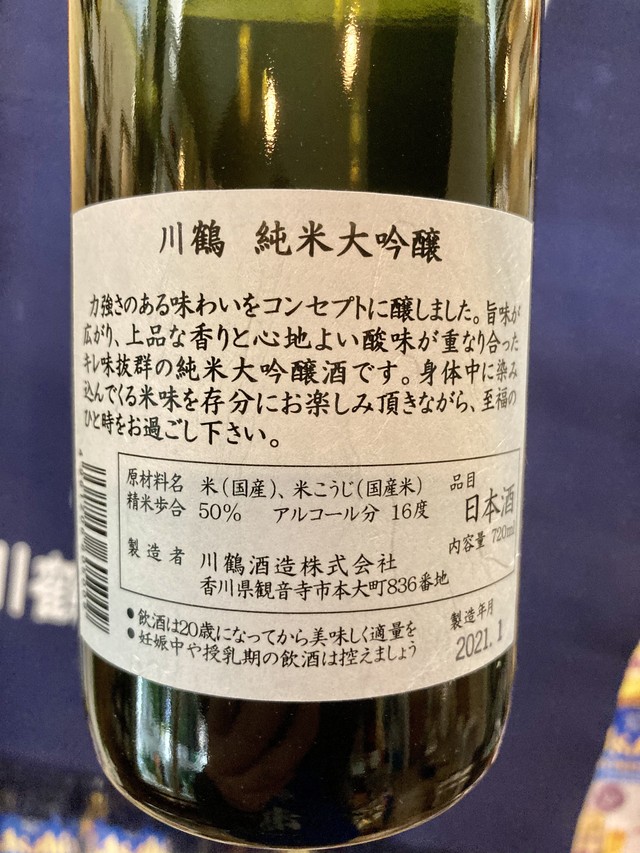 川鶴 純米大吟醸
力強さのある味わいをコンセプトに醸しました。旨味が
広がり、上品な香りと心地よい酸味が重なり合った
キレ味抜群の純米大吟醸酒です。身体中に染み
込んでくる米味を存分にお楽しみ頂きながら、至福の
ひと時をお過ごし下さい。
原材料名 米(国産)、米こうじ(国産米)
精米歩合 50% アルコール分 16度
品目
日本酒
内容量 720ml
製造者 川鶴酒造株式会社
香川県観音寺市本大町836番地
●飲酒は20歳になってから美味しく適量を
●妊娠中や授乳期の飲酒は控えましょう
製造年月
2021.1
川鶴